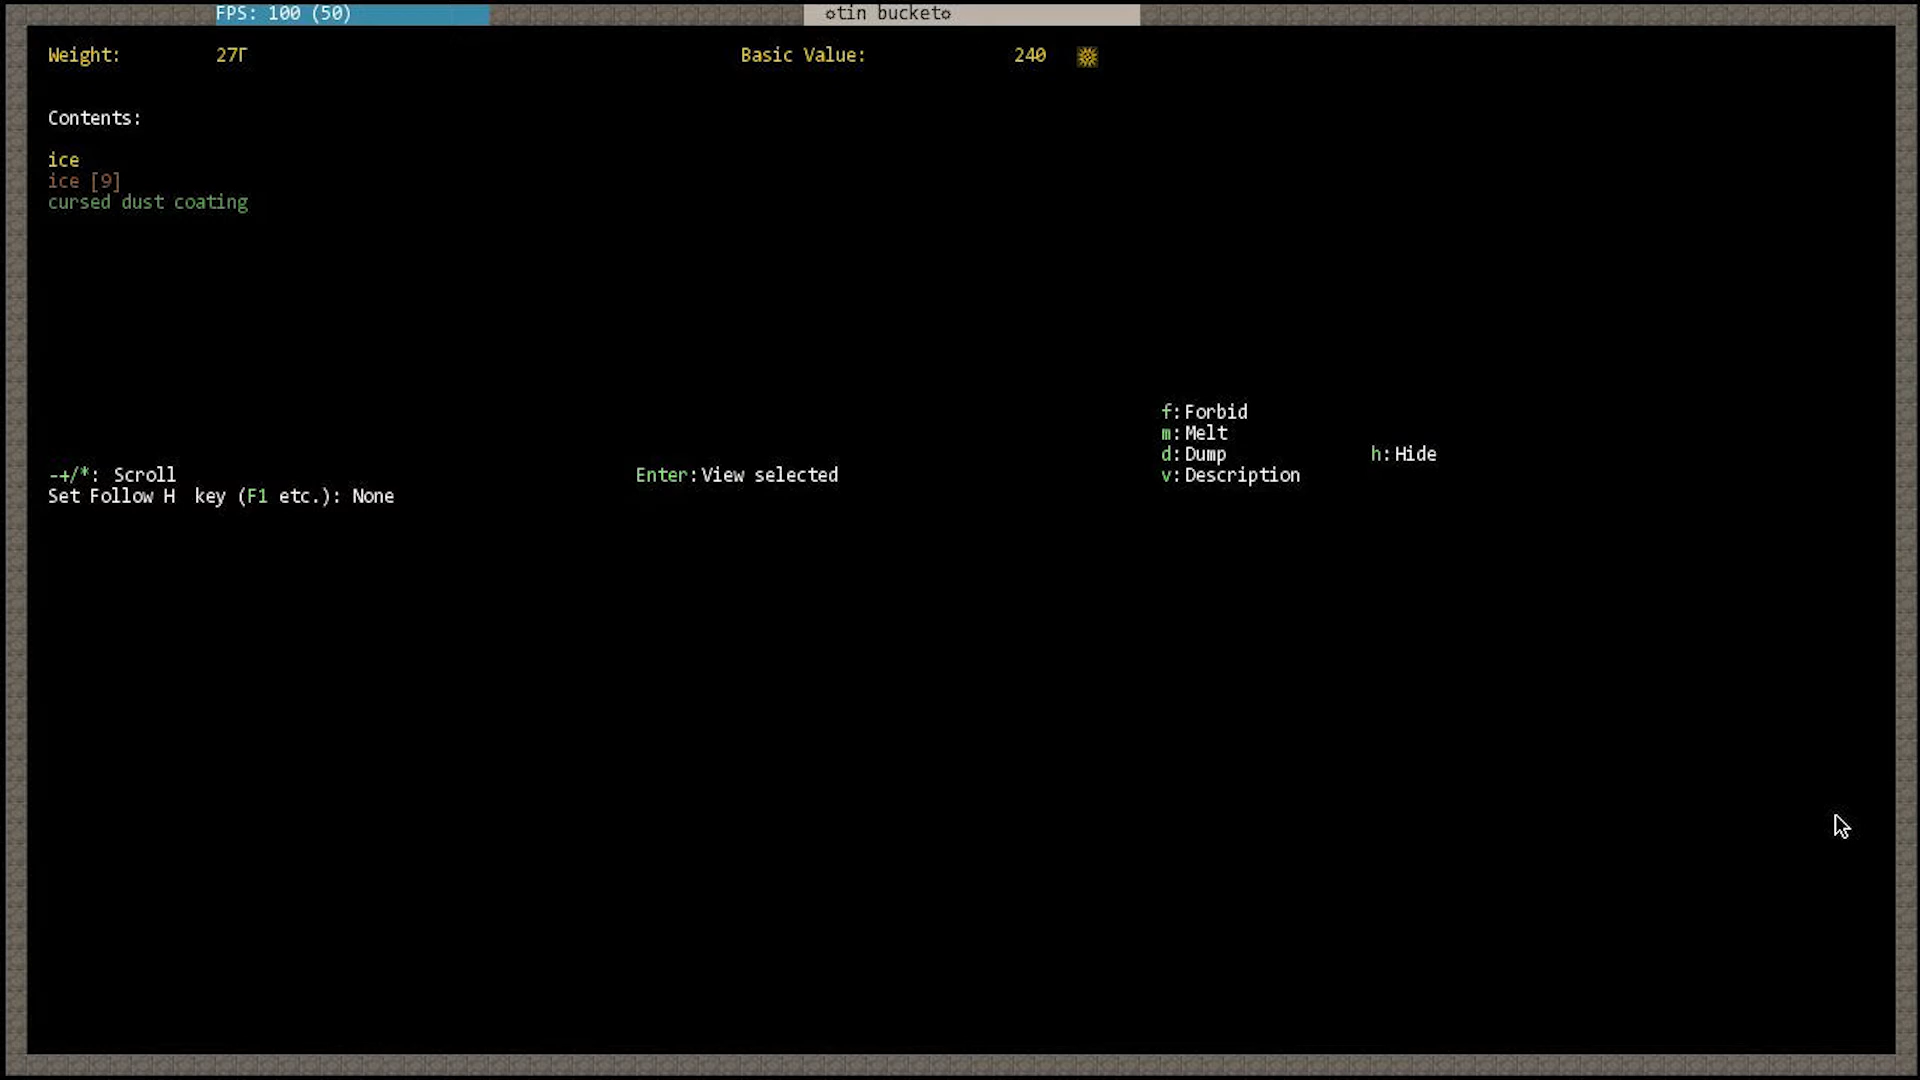 FPS: 100 (50) ☼tin bucket☼
Weight: 27Γ Basic Value: 240 ☼
Contents:
ice
ice [9]
cursed dust coating
f:Forbid
m:Melt
d:Dump h:Hide
-+/*: Scroll Enter:View selected v:Description
Set Follow H key (F1 etc.): None